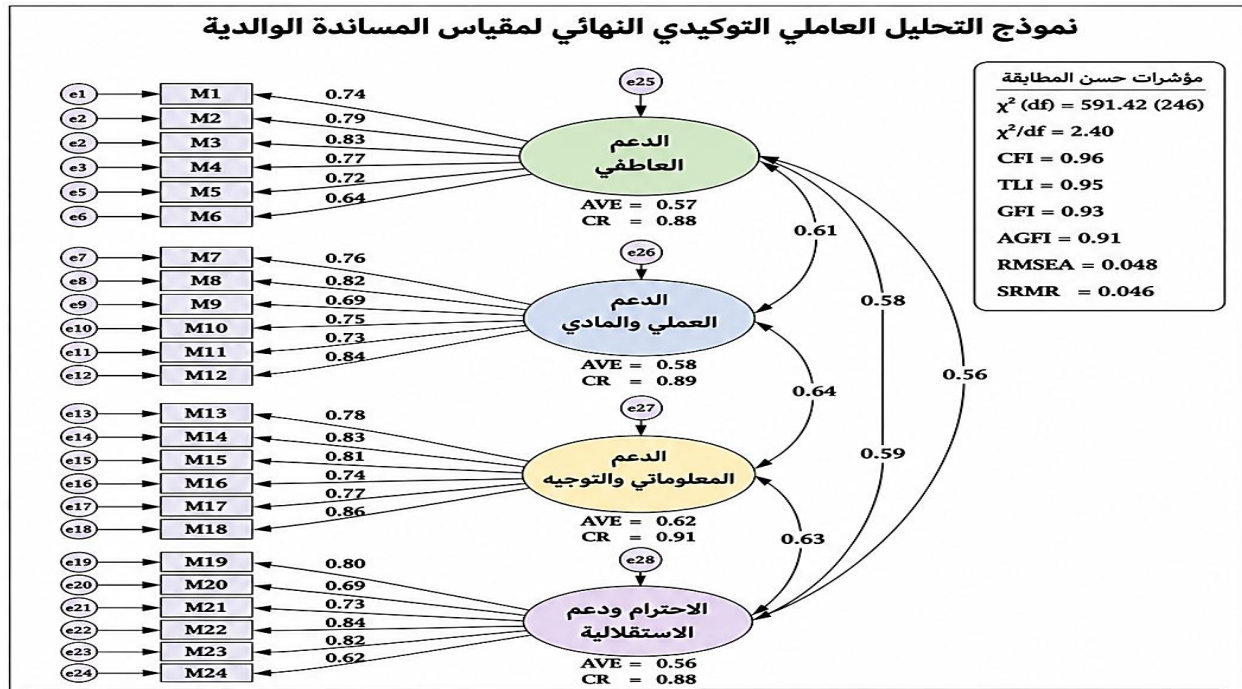 نموذج التحليل العاملي التوكيدي النهائي لمقياس المساندة الوالدية
مؤشرات حسن المطابقة
χ² (df) = 591.42 (246)
χ²/df = 2.40
CFI = 0.96
TLI = 0.95
GFI = 0.93
AGFI = 0.91
RMSEA = 0.048
SRMR = 0.046
e25
e1 M1 0.74
e2 M2 0.79
e2 M3 0.83
e3 M4 0.77
e5 M5 0.72
e6 M6 0.64
الدعم
العاطفي
AVE = 0.57
CR = 0.88
e26
e7 M7 0.76
e8 M8 0.82
e9 M9 0.69
e10 M10 0.75
e11 M11 0.73
e12 M12 0.84
الدعم
العملي والمادي
AVE = 0.58
CR = 0.89
e27
e13 M13 0.78
e14 M14 0.83
e15 M15 0.81
e16 M16 0.74
e17 M17 0.77
e18 M18 0.86
الدعم
المعلوماتي والتوجيه
AVE = 0.62
CR = 0.91
e28
e19 M19 0.80
e20 M20 0.69
e21 M21 0.73
e22 M22 0.84
e23 M23 0.82
e24 M24 0.62
الاحترام ودعم
الاستقلالية
AVE = 0.56
CR = 0.88
0.61
0.58
0.56
0.64
0.59
0.63